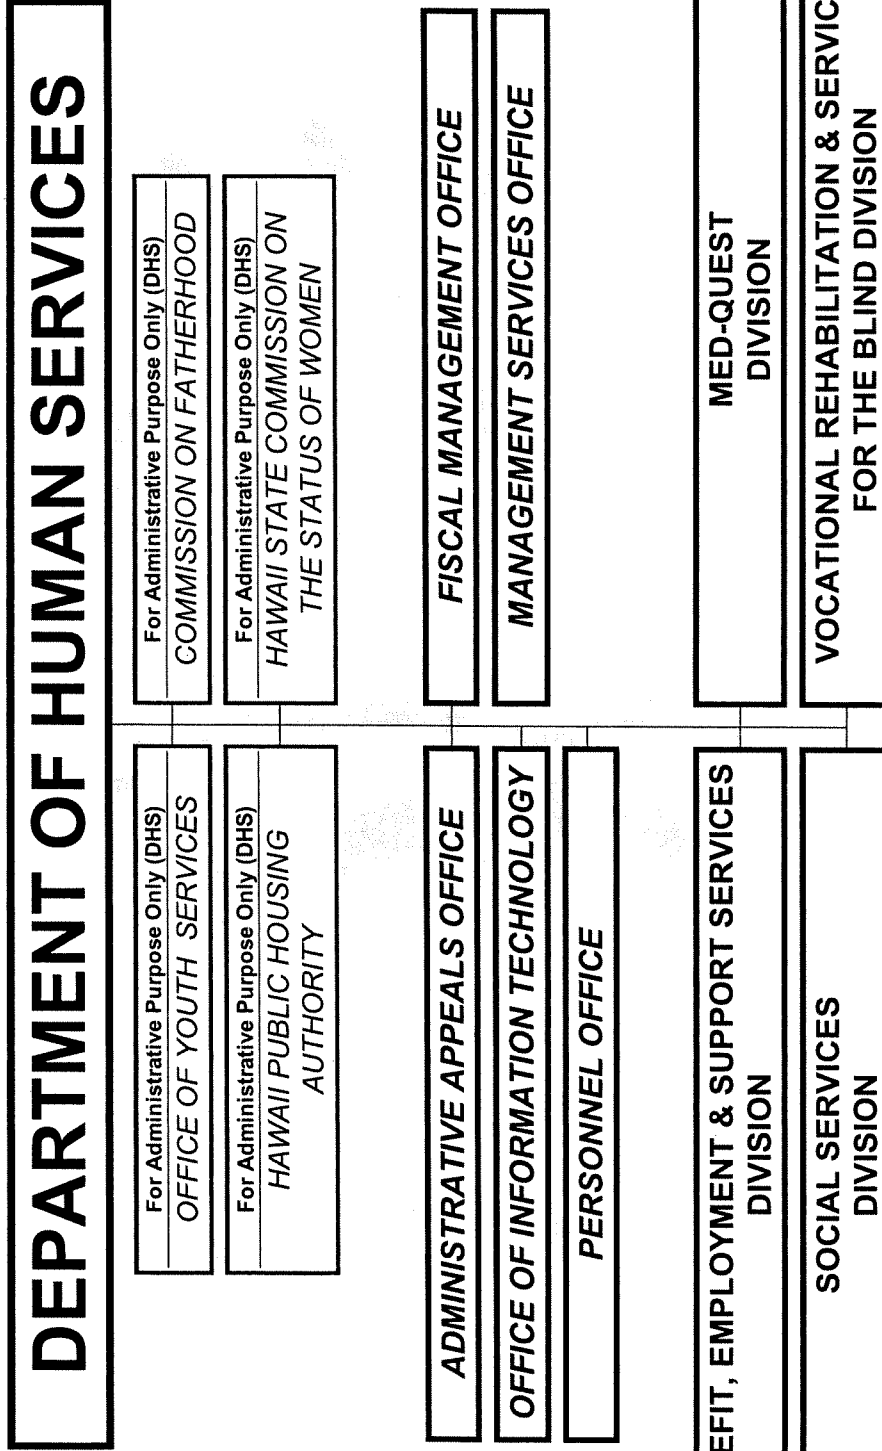 DEPARTMENT OF HUMAN SERVICES
For Administrative Purpose Only (DHS)
OFFICE OF YOUTH SERVICES
For Administrative Purpose Only (DHS)
COMMISSION ON FATHERHOOD
For Administrative Purpose Only (DHS)
HAWAII PUBLIC HOUSING
AUTHORITY
For Administrative Purpose Only (DHS)
HAWAII STATE COMMISSION ON
THE STATUS OF WOMEN
ADMINISTRATIVE APPEALS OFFICE
FISCAL MANAGEMENT OFFICE
OFFICE OF INFORMATION TECHNOLOGY
MANAGEMENT SERVICES OFFICE
PERSONNEL OFFICE
EFIT, EMPLOYMENT & SUPPORT SERVICES
DIVISION
MED-QUEST
DIVISION
SOCIAL SERVICES
DIVISION
VOCATIONAL REHABILITATION & SERVIC
FOR THE BLIND DIVISION